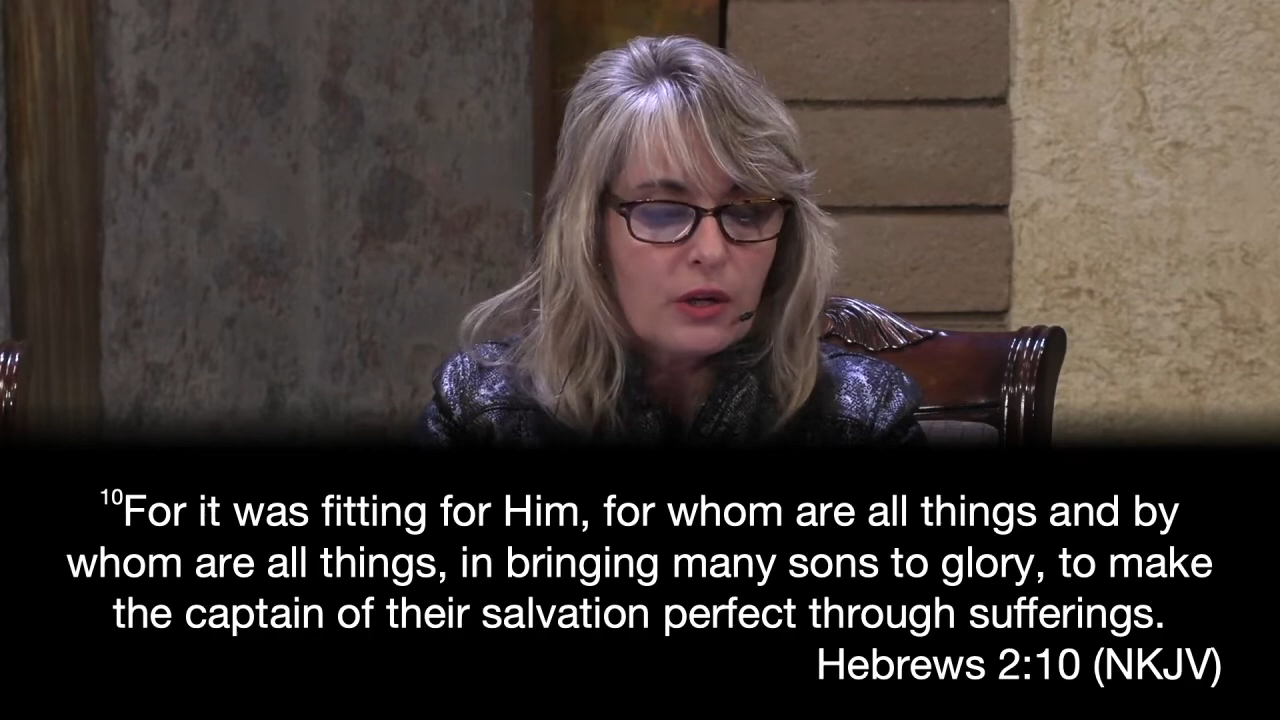 10For it was fitting for Him, for whom are all things and by
whom are all things, in bringing many sons to glory, to make
the captain of their salvation perfect through sufferings.
Hebrews 2:10 (NKJV)